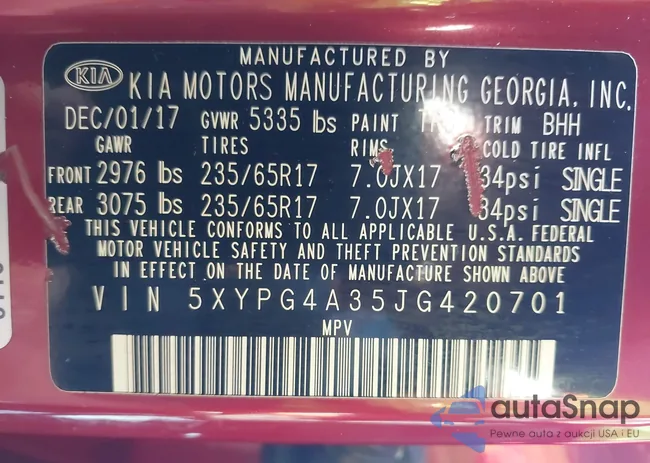 MANUFACTURED BY
KIA KIA MOTORS MANUFACTURING GEORGIA, INC.
DEC/01/17 GVWR 5335 lbs PAINT TRIM BHH
GAWR TIRES RIMS COLD TIRE INFL
FRONT 2976 lbs 235/65R17 7.0JX17 34psi SINGLE
REAR 3075 lbs 235/65R17 7.0JX17 34psi SINGLE
THIS VEHICLE CONFORMS TO ALL APPLICABLE U.S.A. FEDERAL
MOTOR VEHICLE SAFETY AND THEFT PREVENTION STANDARDS
IN EFFECT ON THE DATE OF MANUFACTURE SHOWN ABOVE
VIN 5XYPG4A35JG420701
MPV
autaSnap
Pewne auta z aukcji USA i EU